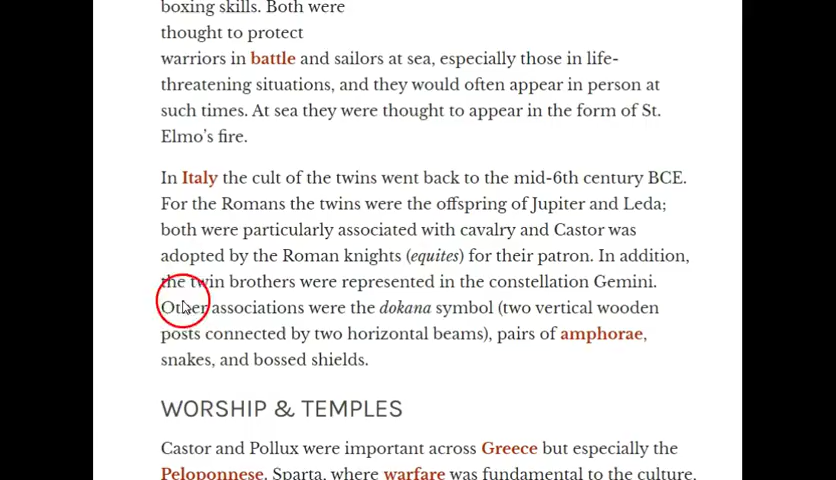 boxing skills. Both were
thought to protect
warriors in battle and sailors at sea, especially those in life-
threatening situations, and they would often appear in person at
such times. At sea they were thought to appear in the form of St.
Elmo's fire.
In Italy the cult of the twins went back to the mid-6th century BCE.
For the Romans the twins were the offspring of Jupiter and Leda;
both were particularly associated with cavalry and Castor was
adopted by the Roman knights (equites) for their patron. In addition,
the twin brothers were represented in the constellation Gemini.
Other associations were the dokana symbol (two vertical wooden
posts connected by two horizontal beams), pairs of amphorae,
snakes, and bossed shields.
WORSHIP & TEMPLES
Castor and Pollux were important across Greece but especially the
Peloponnese. Sparta, where warfare was fundamental to the culture,